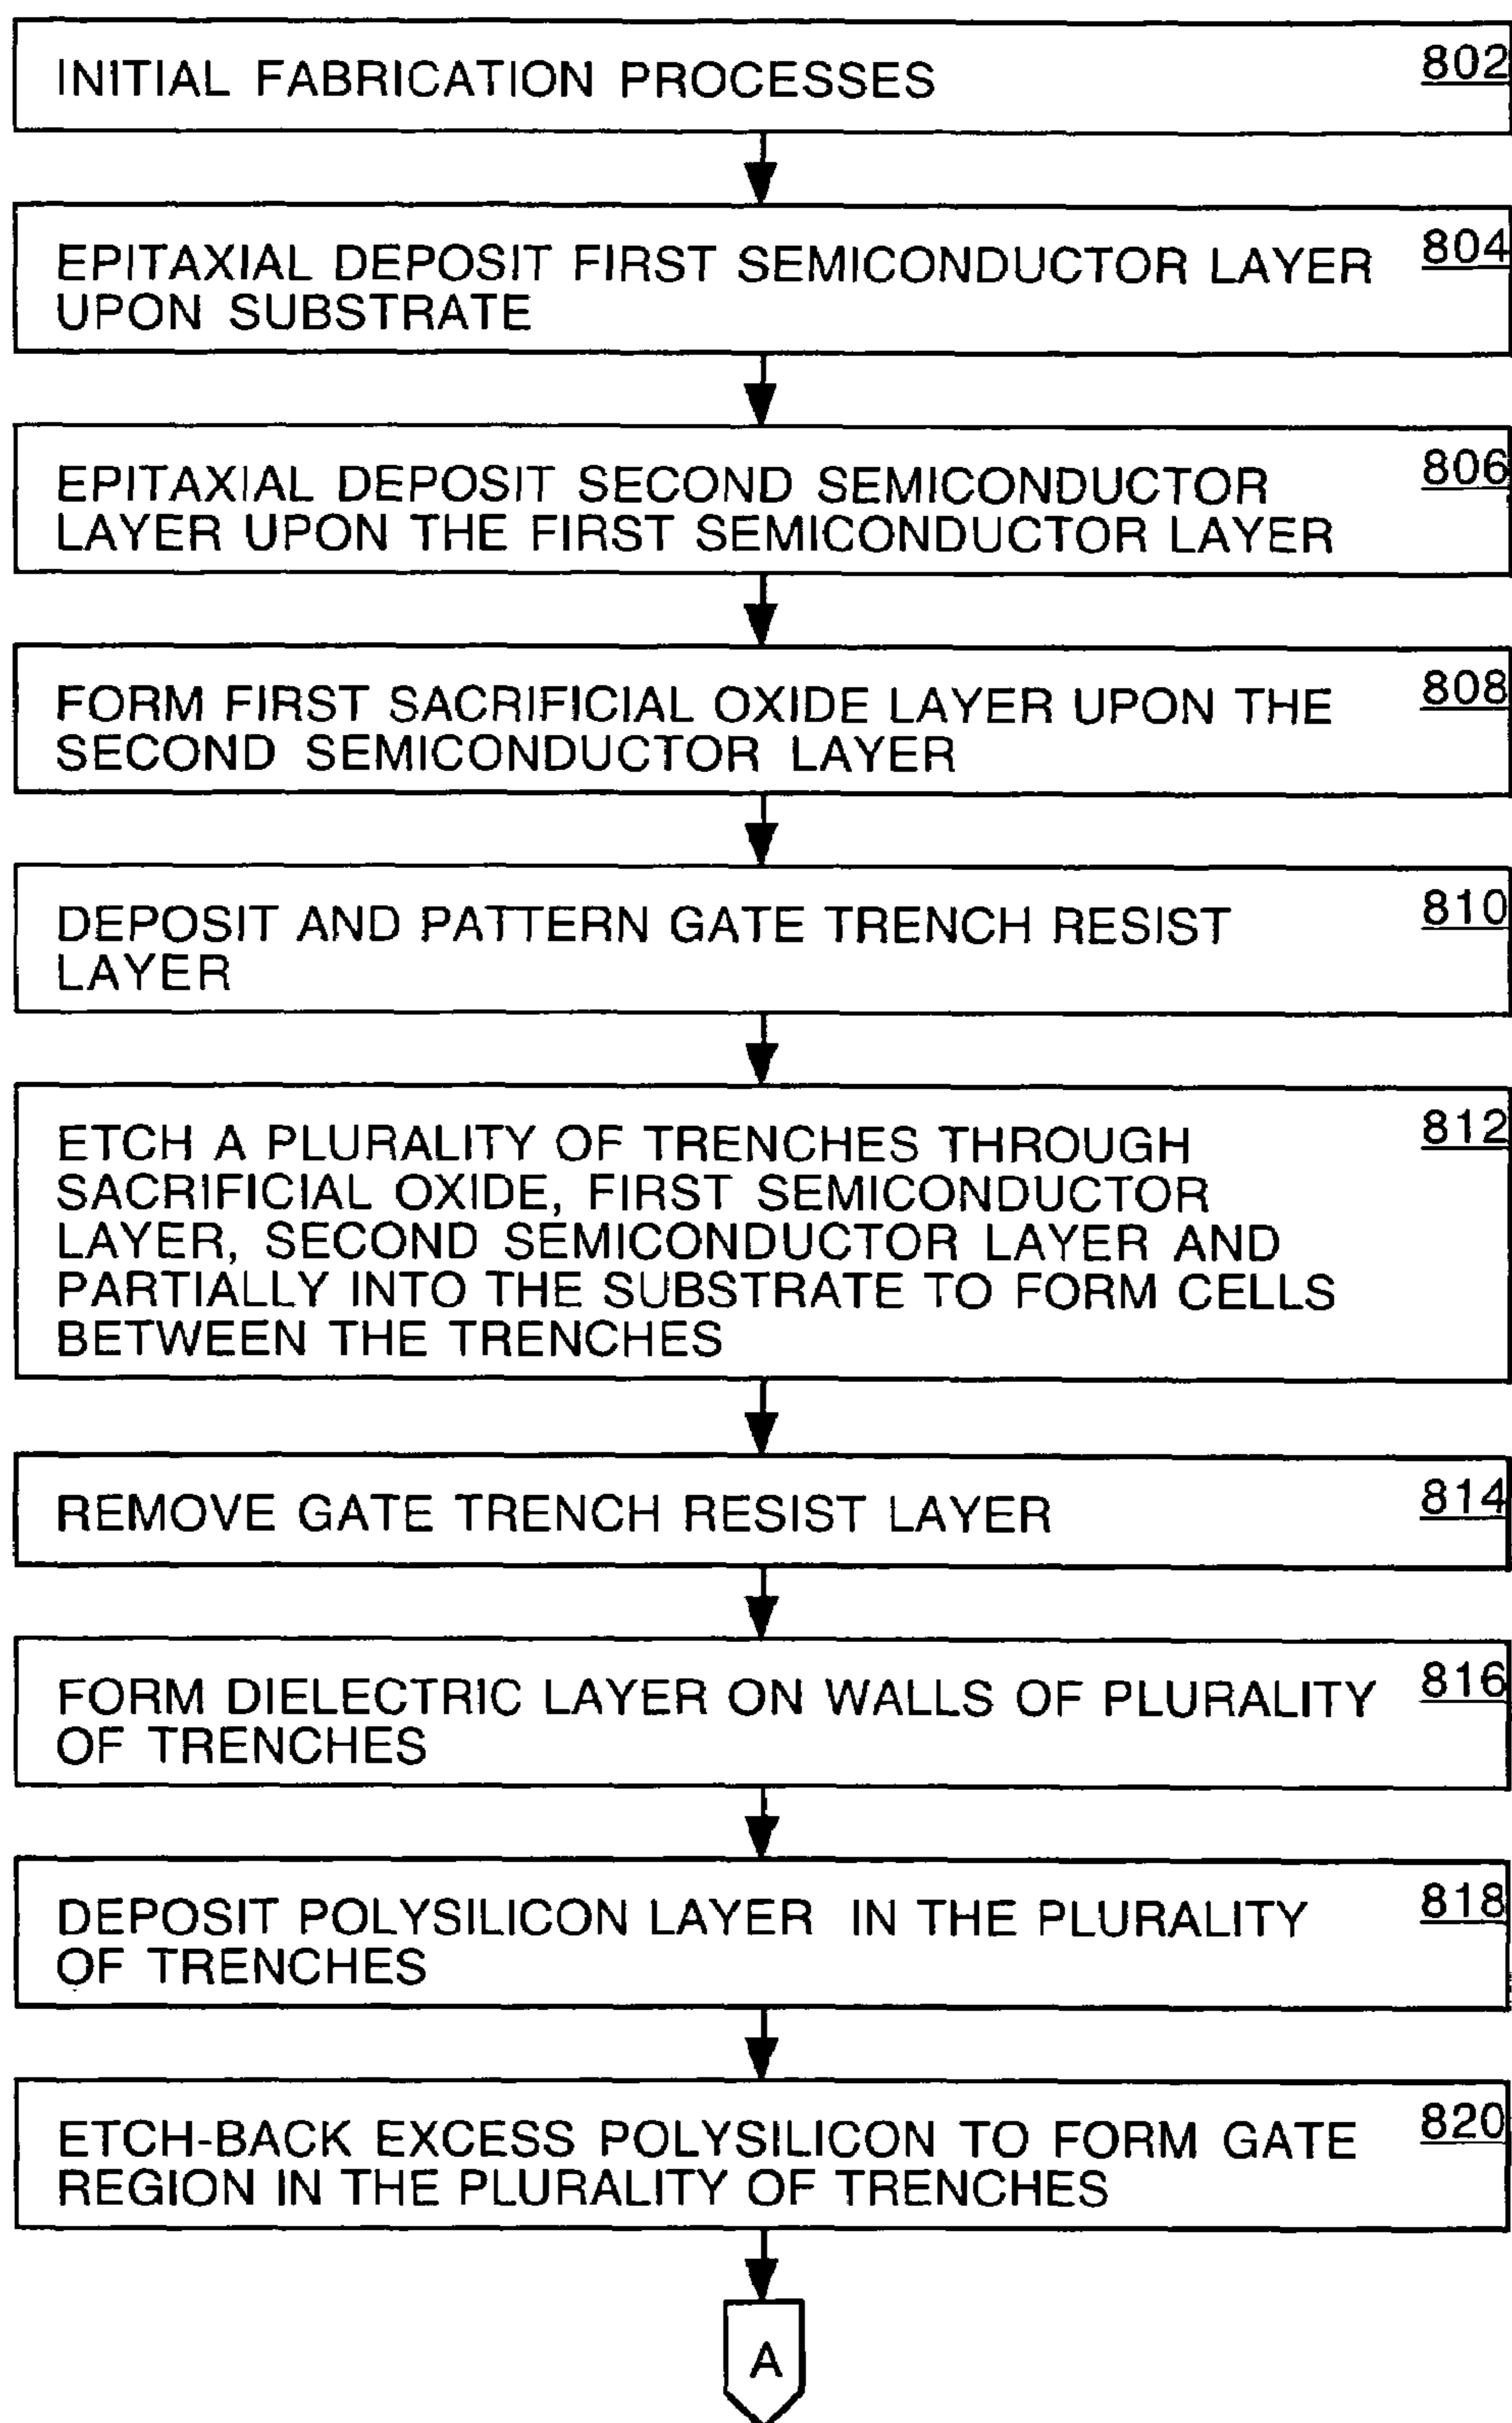 INITIAL FABRICATION PROCESSES 802
EPITAXIAL DEPOSIT FIRST SEMICONDUCTOR LAYER 804
UPON SUBSTRATE
EPITAXIAL DEPOSIT SECOND SEMICONDUCTOR 806
LAYER UPON THE FIRST SEMICONDUCTOR LAYER
FORM FIRST SACRIFICIAL OXIDE LAYER UPON THE 808
SECOND SEMICONDUCTOR LAYER
DEPOSIT AND PATTERN GATE TRENCH RESIST 810
LAYER
ETCH A PLURALITY OF TRENCHES THROUGH 812
SACRIFICIAL OXIDE, FIRST SEMICONDUCTOR
LAYER, SECOND SEMICONDUCTOR LAYER AND
PARTIALLY INTO THE SUBSTRATE TO FORM CELLS
BETWEEN THE TRENCHES
REMOVE GATE TRENCH RESIST LAYER 814
FORM DIELECTRIC LAYER ON WALLS OF PLURALITY 816
OF TRENCHES
DEPOSIT POLYSILICON LAYER IN THE PLURALITY 818
OF TRENCHES
ETCH-BACK EXCESS POLYSILICON TO FORM GATE 820
REGION IN THE PLURALITY OF TRENCHES
A